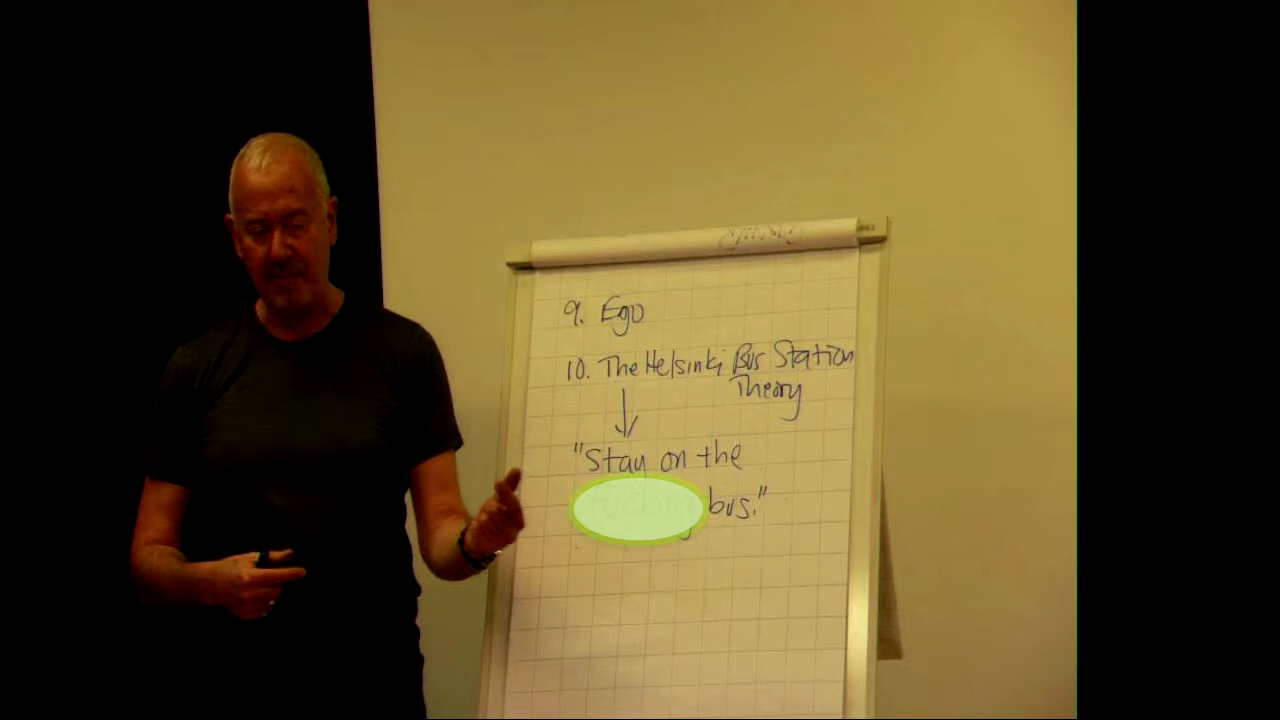 9. Ego
10. The Helsinki Bus Station
Theory
"Stay on the
bus."